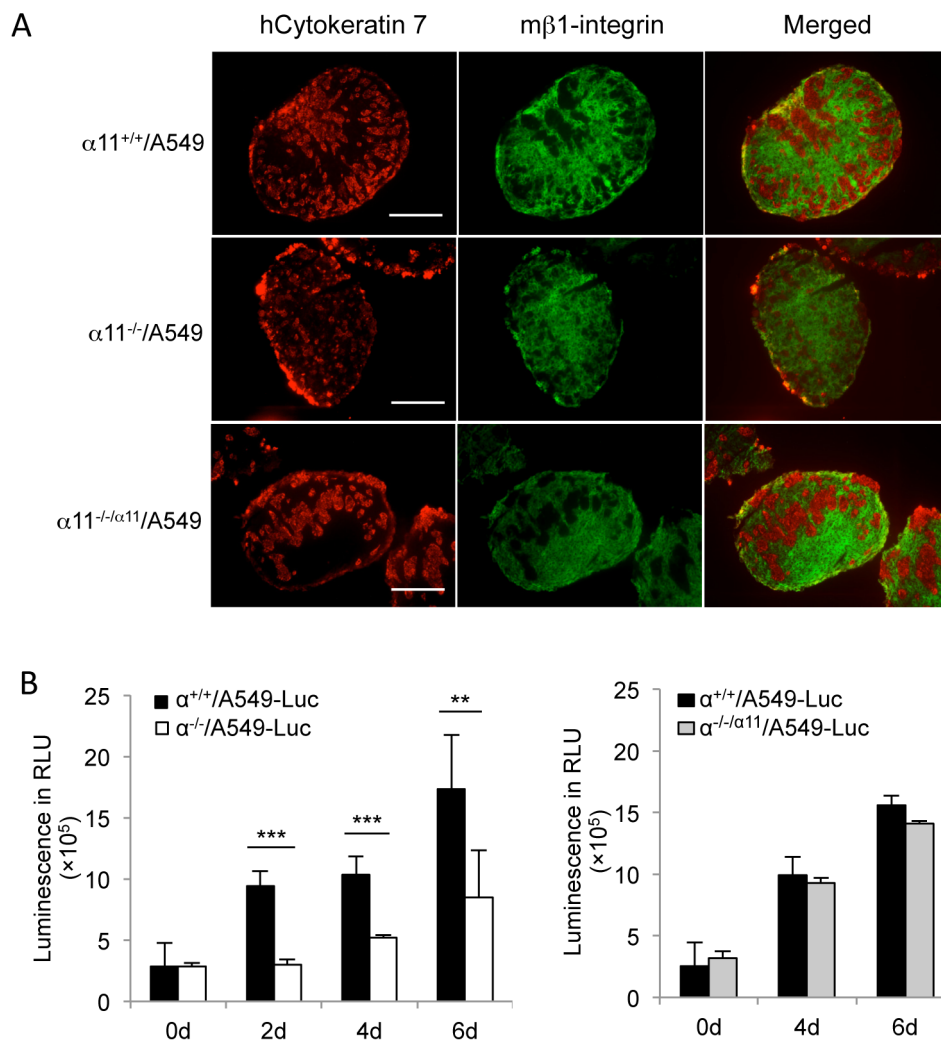 A
hCytokeratin 7
mβ1-integrin
Merged
α11+/+/A549
α11-/-/A549
α11-/-/α11/A549
B
25
20
15
10
5
0
Luminescence in RLU
(×10⁵)
α+/+/A549-Luc
α-/-/A549-Luc
***
***
**
0d
2d
4d
6d
25
20
15
10
5
0
Luminescence in RLU
(×10⁵)
α+/+/A549-Luc
α-/-/α11/A549-Luc
0d
4d
6d